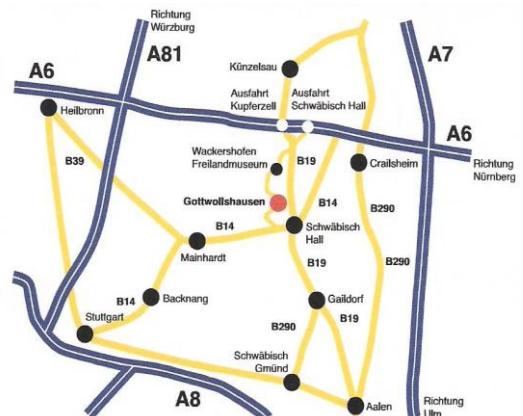 Richtung
Würzburg
A81
A7
A6
Künzelsau
Ausfahrt
Kupferzell
Ausfahrt
Schwäbisch Hall
Heilbronn
A6
Wackershofen
Freilandmuseum
B19
Crailsheim
Richtung
Nürnberg
B39
Gottwollshausen
B14
B290
B14
Schwäbisch
Hall
Mainhardt
B19
B290
B14
Backnang
Gaildorf
Stuttgart
B290
B19
Schwäbisch
Gmünd
A8
Aalen
Richtung
Ulm